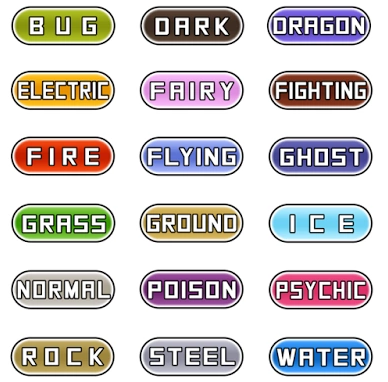 BUG DARK DRAGON
ELECTRIC FAIRY FIGHTING
FIRE FLYING GHOST
GRASS GROUND ICE
NORMAL POISON PSYCHIC
ROCK STEEL WATER